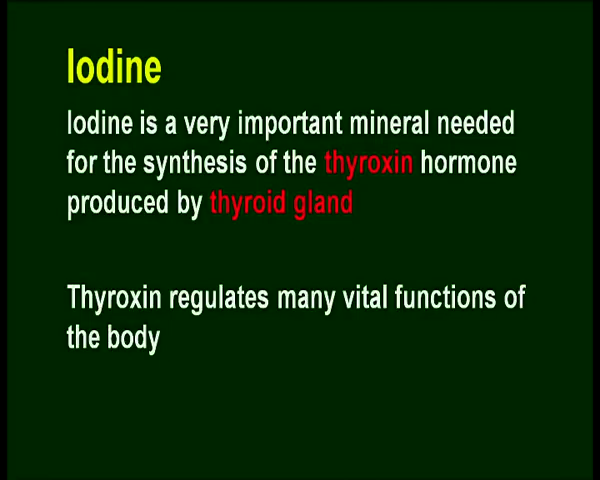 Iodine
Iodine is a very important mineral needed
for the synthesis of the thyroxin hormone
produced by thyroid gland
Thyroxin regulates many vital functions of
the body